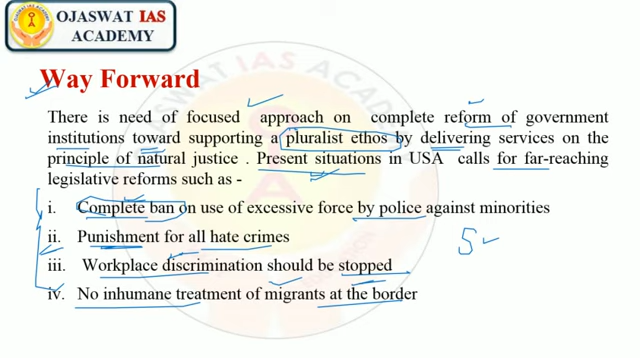 OJASWAT IAS
ACADEMY
Way Forward
There is need of focused approach on complete reform of government
institutions toward supporting a pluralist ethos by delivering services on the
principle of natural justice . Present situations in USA calls for far-reaching
legislative reforms such as -
i. Complete ban on use of excessive force by police against minorities
ii. Punishment for all hate crimes
5
iii. Workplace discrimination should be stopped
iv. No inhumane treatment of migrants at the border